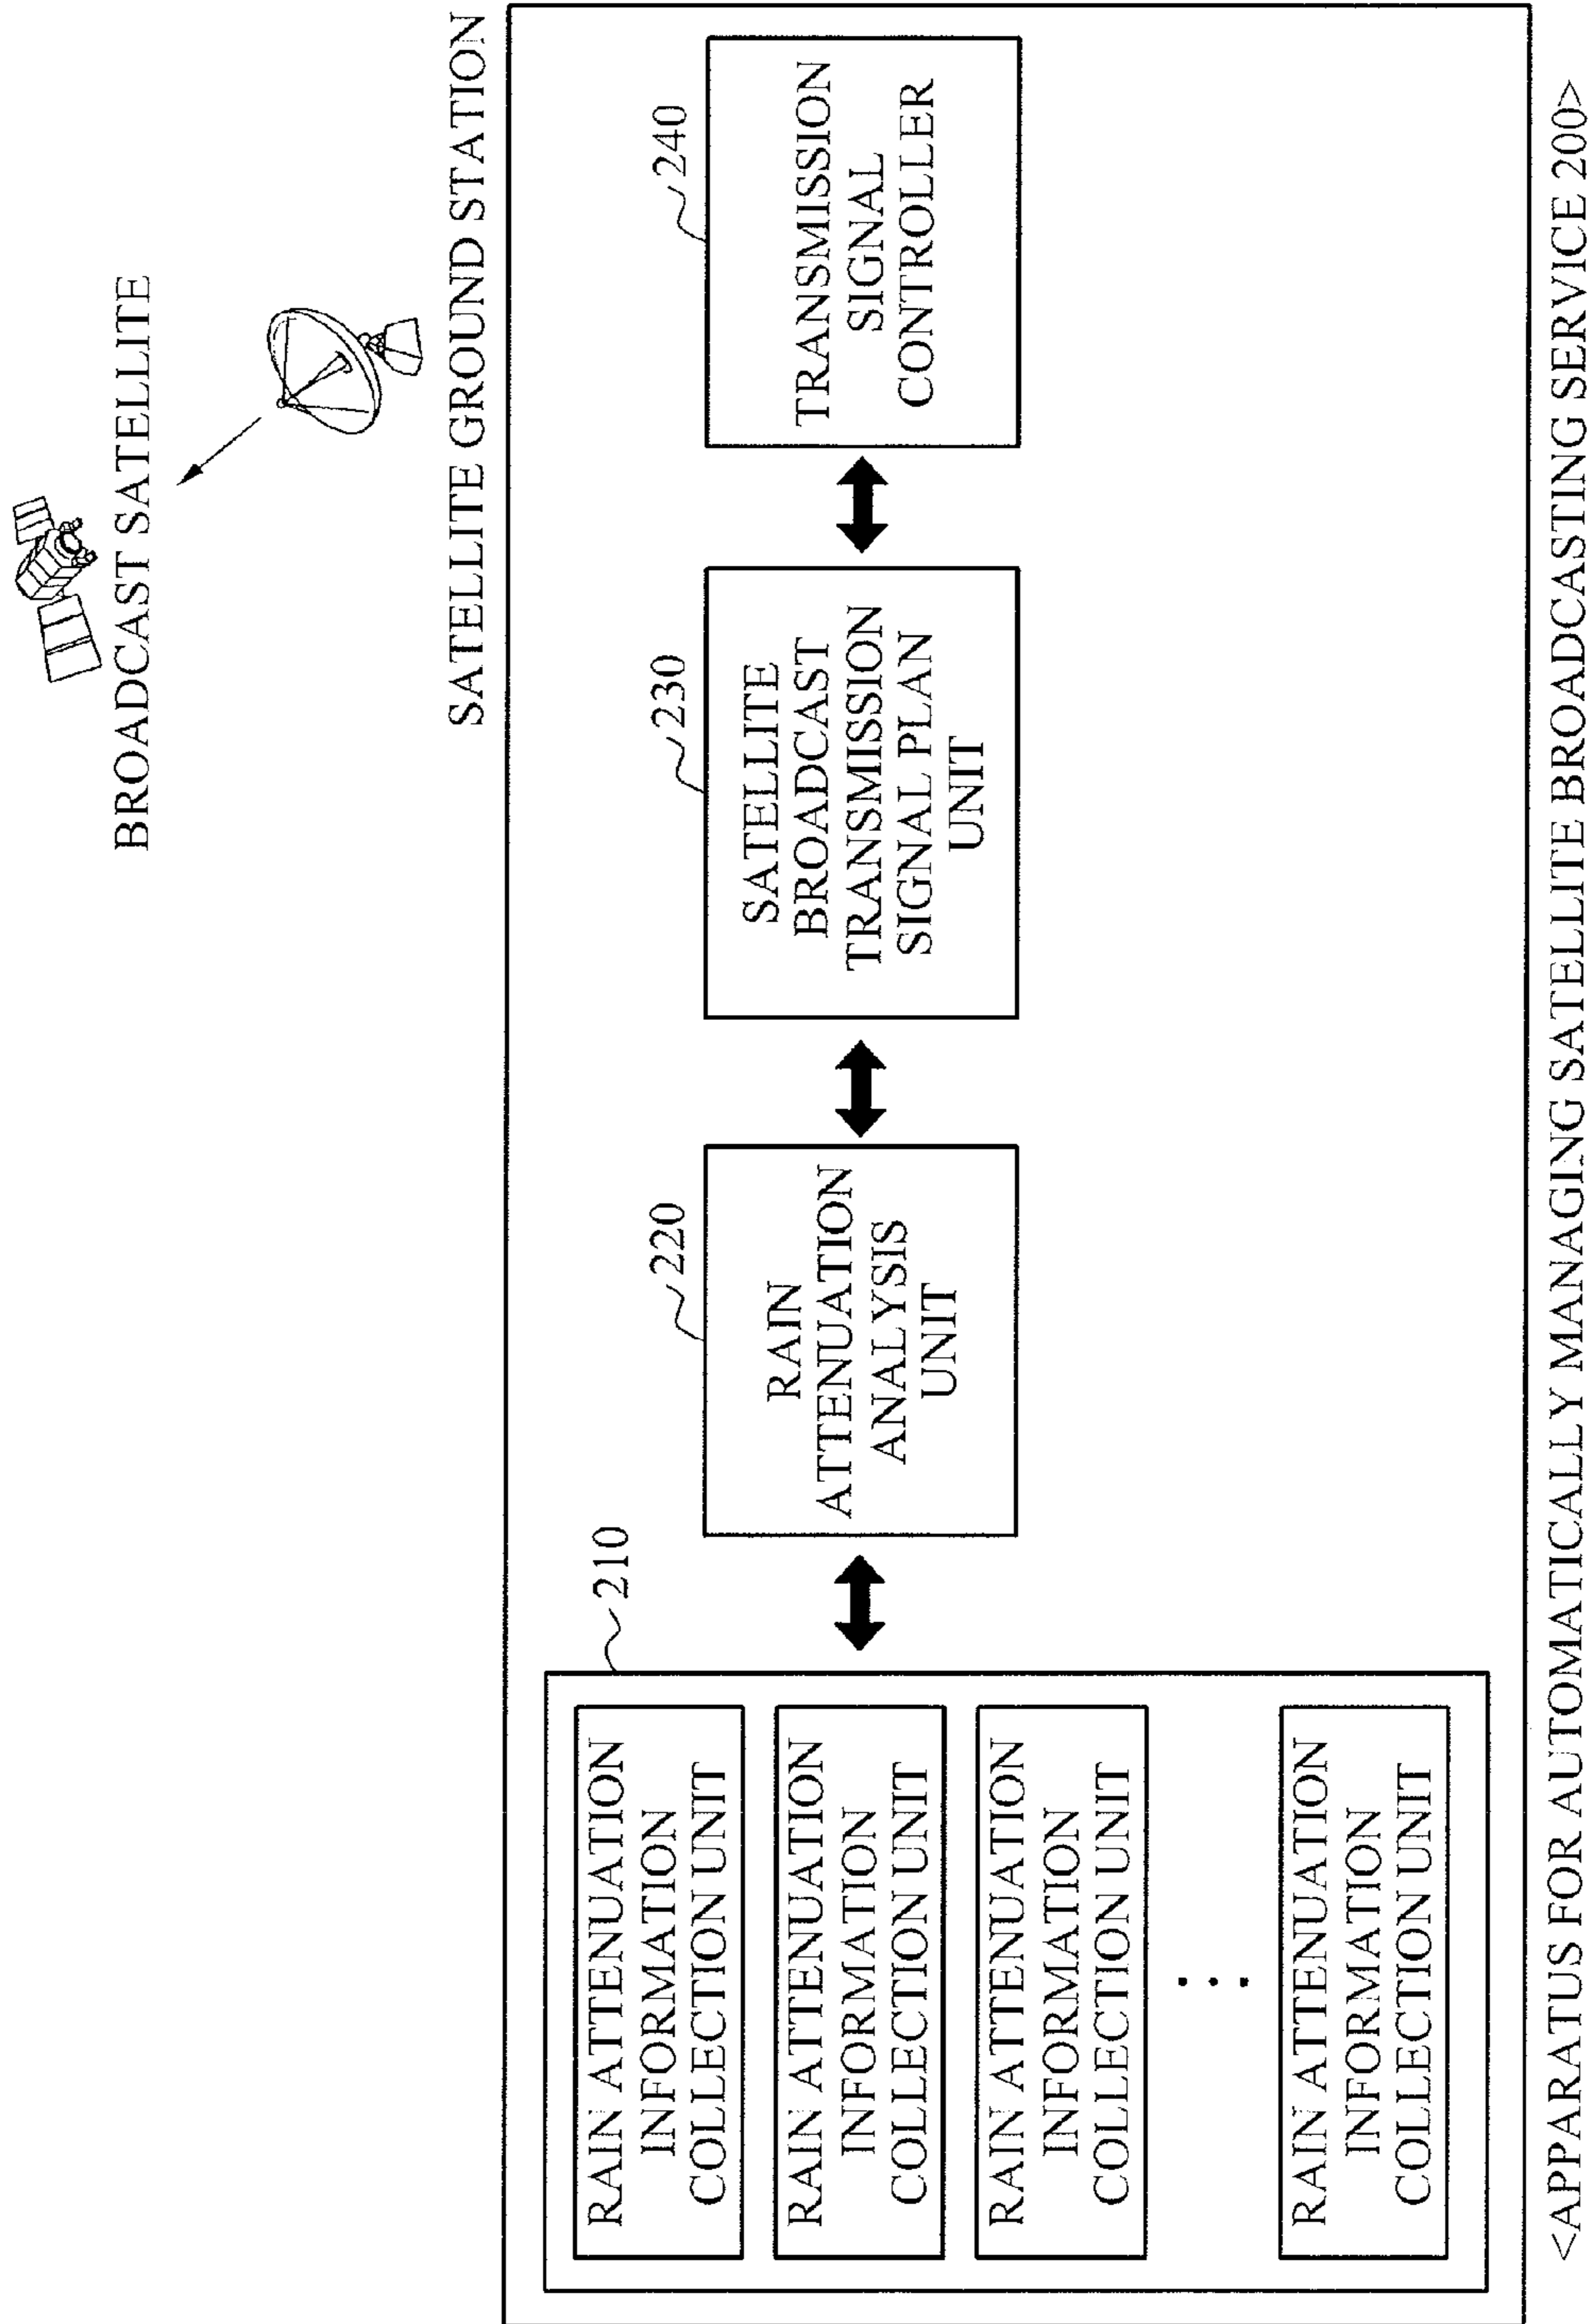 BROADCAST SATELLITE
SATELLITE GROUND STATION
210
RAIN ATTENUATION
INFORMATION
COLLECTION UNIT
RAIN ATTENUATION
INFORMATION
COLLECTION UNIT
RAIN ATTENUATION
INFORMATION
COLLECTION UNIT
RAIN ATTENUATION
INFORMATION
COLLECTION UNIT
220
RAIN
ATTENUATION
ANALYSIS
UNIT
230
SATELLITE
BROADCAST
TRANSMISSION
SIGNAL PLAN
UNIT
240
TRANSMISSION
SIGNAL
CONTROLLER
<APPARATUS FOR AUTOMATICALLY MANAGING SATELLITE BROADCASTING SERVICE 200>